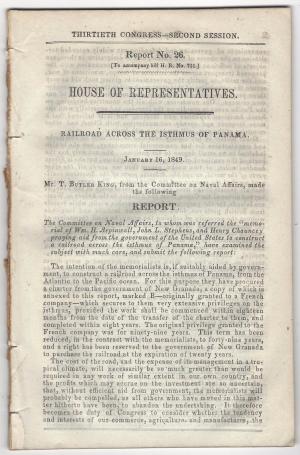 THIRTIETH CONGRESS—SECOND SESSION.
Report No. 26.
[To accompany bill H. R. No.
HOUSE OF REPRESENTATIVES.
RAILROAD ACROSS THE ISTHMUS OF PANAMA.
JANUARY 16, 1849.
Mr. T. BUTLER KING, from the Committee on Naval Affairs, made
the following
REPORT.
The Committee on Naval Affairs, to whom was referred the "memo-
rial of Wm. H. Aspinwall, John L. Stephens, and Henry Chauncey
praying aid from the government of the United States to construct
a railroad across the isthmus of Panama," have examined the
subject with much care, and submit the following report:
The intention of the memorialists is, if suitably aided by govern-
ment, to construct a railroad across the isthmus of Panama, from the
Atlantic to the Pacific ocean. For this purpose they have procured
a charter from the government of New Granada, a copy of which is
annexed to this report, marked B—originally granted to a French
company—which secures to them very extensive privileges on the
isthmus, provided the work shall be commenced within eighteen
months from the date of the transfer of the charter to them, and
completed within eight years. The original privilege granted to the
French company was for ninety-nine years. This term has been
reduced, in the contract with the memorialists, to forty-nine years,
and a right has been reserved to the government of New Granada
to purchase the railroad at the expiration of twenty years.
The cost of the road, and the expense of its management in a tro-
pical climate, will necessarily be so much greater than would be
required in any work of similar extent in our own country, and
the profits which may accrue on the investment are so uncertain,
that, without efficient aid from government, the memorialists will
probably be compelled, as all others who have moved in this mat-
ter hitherto have been, to abandon the undertaking. It therefore
becomes the duty of Congress to consider whether the tendency
and interests of our commerce, agriculture, and manufactures, the